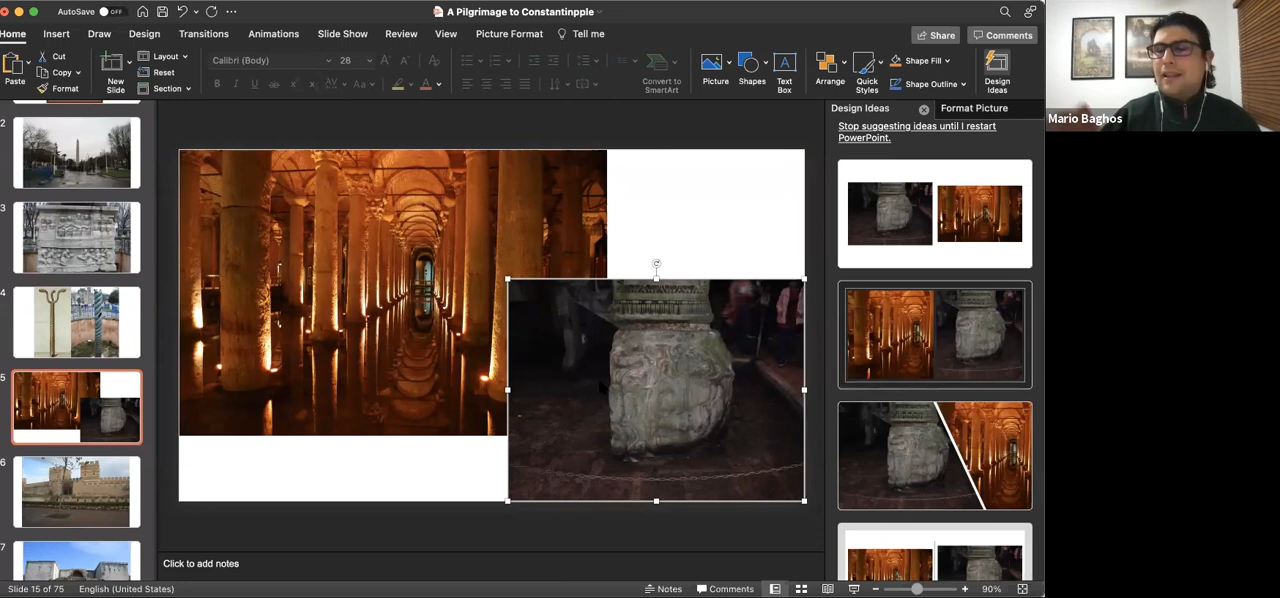 AutoSave OFF
A Pilgrimage to Constantinpple
Home Insert Draw Design Transitions Animations Slide Show Review View Picture Format Tell me Share Comments
Paste
Cut
Copy
Format
New Slide
Layout
Reset
Section
Calibri (Body) 28
Convert to SmartArt
Picture
Shapes
Text Box
Arrange
Quick Styles
Shape Fill
Shape Outline
Design Ideas
Design Ideas Format Picture
Stop suggesting ideas until I restart
PowerPoint.
Mario Baghos
2
3
4
5
6
7
Click to add notes
Slide 15 of 75 English (United States) Notes Comments 90%